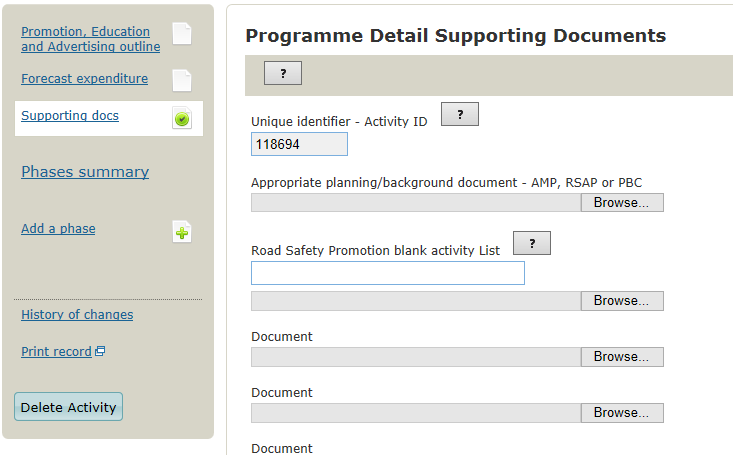 Promotion, Education
and Advertising outline
Forecast expenditure
Supporting docs
Phases summary
Add a phase
History of changes
Print record
Delete Activity
Programme Detail Supporting Documents
?
Unique identifier - Activity ID ?
118694
Appropriate planning/background document - AMP, RSAP or PBC
Browse...
Road Safety Promotion blank activity List ?
Browse...
Document
Browse...
Document
Browse...
Document